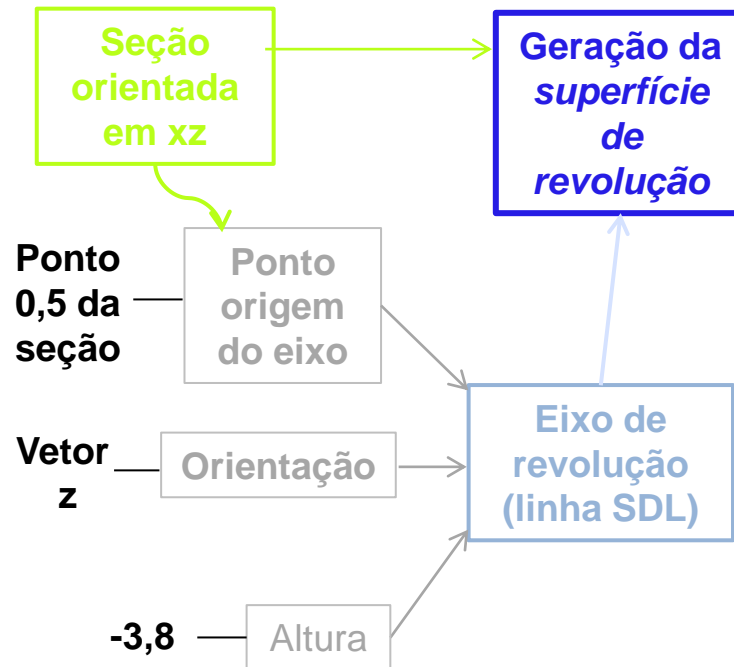 Seção
orientada
em xz
Geração da
superfície
de
revolução
Ponto
0,5 da
seção
Ponto
origem
do eixo
Vetor
z
Orientação
Eixo de
revolução
(linha SDL)
-3,8
Altura